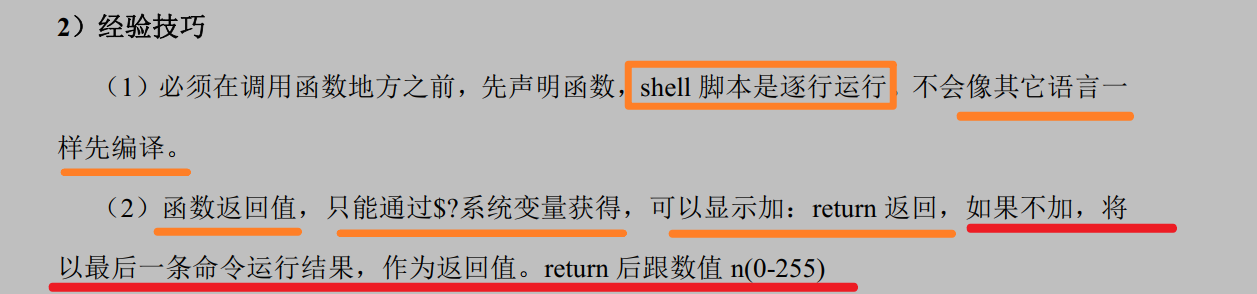 2）经验技巧
（1）必须在调用函数地方之前，先声明函数，shell 脚本是逐行运行 不会像其它语言一
样先编译。
（2）函数返回值，只能通过$?系统变量获得，可以显示加：return 返回，如果不加，将
以最后一条命令运行结果，作为返回值。return 后跟数值 n(0-255)